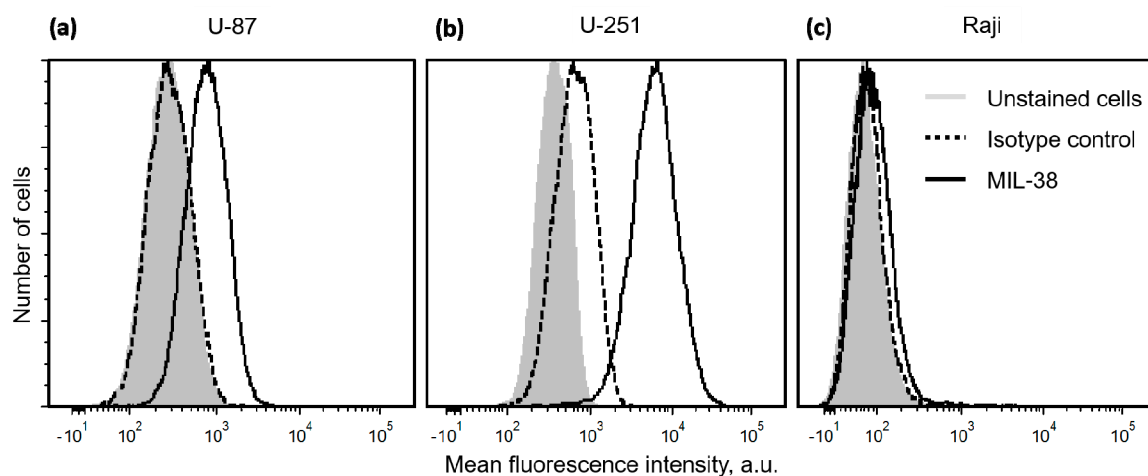 (a) U-87 (b) U-251 (c) Raji
Unstained cells
Isotype control
MIL-38
Number of cells
-10¹ 10² 10³ 10⁴ 10⁵ -10¹ 10² 10³ 10⁴ 10⁵ -10¹ 10² 10³ 10⁴ 10⁵
Mean fluorescence intensity, a.u.